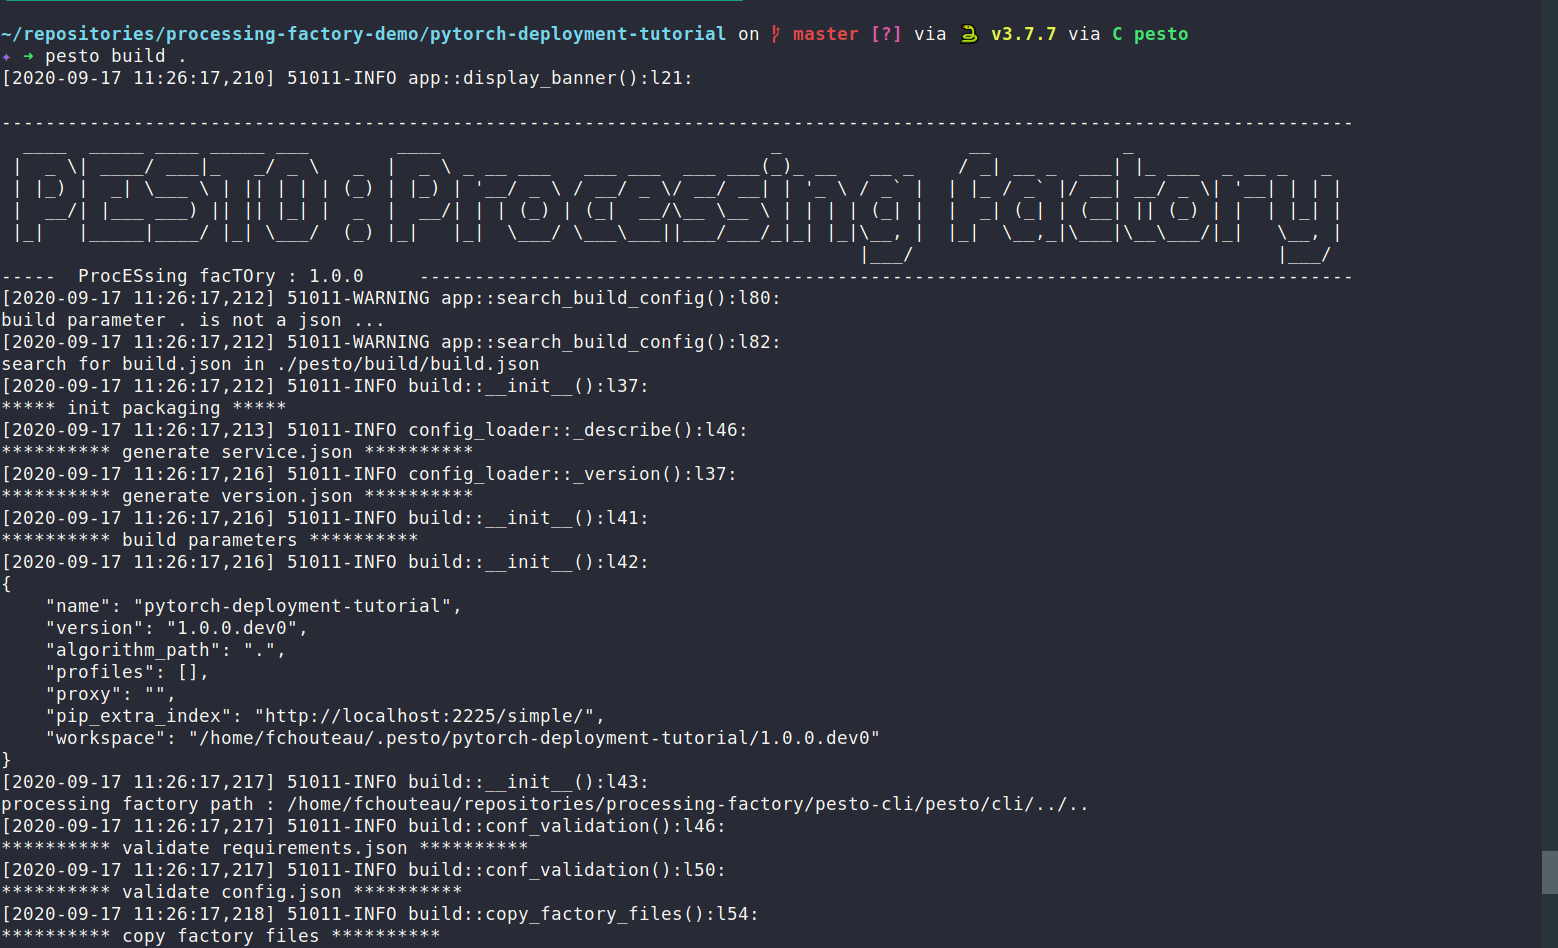 ~/repositories/processing-factory-demo/pytorch-deployment-tutorial on master [?] via v3.7.7 via C pesto
➜ pesto build .
[2020-09-17 11:26:17,210] 51011-INFO app::display_banner():l21:
PESTO : Processing factory
----- ProcESsing facTOry : 1.0.0 -----
[2020-09-17 11:26:17,212] 51011-WARNING app::search_build_config():l80:
build parameter . is not a json ...
[2020-09-17 11:26:17,212] 51011-WARNING app::search_build_config():l82:
search for build.json in ./pesto/build/build.json
[2020-09-17 11:26:17,212] 51011-INFO build::__init__():l37:
***** init packaging *****
[2020-09-17 11:26:17,213] 51011-INFO config_loader::_describe():l46:
********** generate service.json **********
[2020-09-17 11:26:17,216] 51011-INFO config_loader::_version():l37:
********** generate version.json **********
[2020-09-17 11:26:17,216] 51011-INFO build::__init__():l41:
********** build parameters **********
[2020-09-17 11:26:17,216] 51011-INFO build::__init__():l42:
{
    "name": "pytorch-deployment-tutorial",
    "version": "1.0.0.dev0",
    "algorithm_path": ".",
    "profiles": [],
    "proxy": "",
    "pip_extra_index": "http://localhost:2225/simple/",
    "workspace": "/home/fchouteau/.pesto/pytorch-deployment-tutorial/1.0.0.dev0"
}
[2020-09-17 11:26:17,217] 51011-INFO build::__init__():l43:
processing factory path : /home/fchouteau/repositories/processing-factory/pesto-cli/pesto/cli/../..
[2020-09-17 11:26:17,217] 51011-INFO build::conf_validation():l46:
********** validate requirements.json **********
[2020-09-17 11:26:17,217] 51011-INFO build::conf_validation():l50:
********** validate config.json **********
[2020-09-17 11:26:17,218] 51011-INFO build::copy_factory_files():l54:
********** copy factory files **********